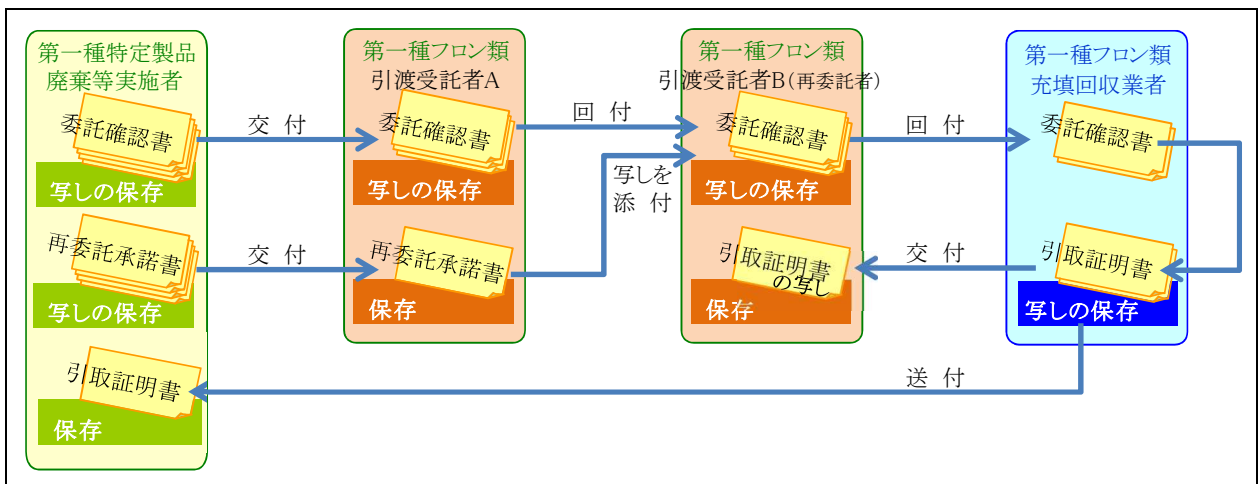 第一種特定製品
廃棄等実施者
委託確認書
写しの保存
再委託承諾書
写しの保存
引取証明書
保存
交 付
交 付
第一種フロン類
引渡受託者A
委託確認書
写しの保存
再委託承諾書
保存
回 付
写しを
添 付
第一種フロン類
引渡受託者B(再委託者)
委託確認書
写しの保存
引取証明書
の写し
保存
回 付
交 付
第一種フロン類
充填回収業者
委託確認書
引取証明書
写しの保存
送 付